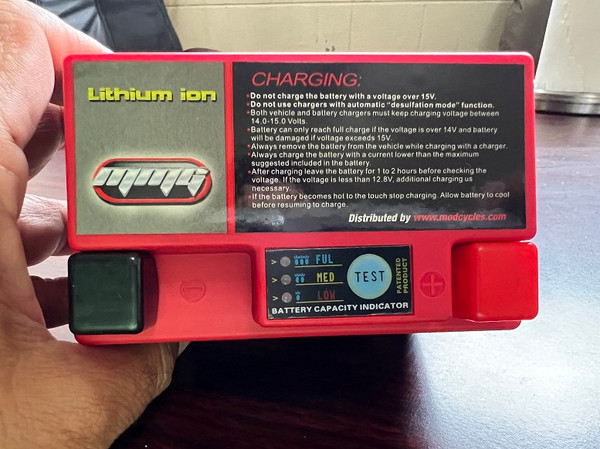 Lithium ion
MMG
CHARGING:
Do not charge the battery with a voltage over 15V.
Do not use chargers with automatic "desulfation mode" function.
Both vehicle and battery chargers must keep charging voltage between
14.0-15.0 Volts.
Battery can only reach full charge if the voltage is over 14V and battery
will be damaged if voltage exceeds 15V.
Always remove the battery from the vehicle while charging with a charger.
Always charge the battery with a current lower than the maximum
suggested included in the battery.
After charging leave the battery for 1 to 2 hours before checking the
voltage. If the voltage is less than 12.8V, additional charging us
necessary.
If the battery becomes hot to the touch stop charging. Allow battery to cool
before resuming to charge.
Distributed by www.modcycles.com
> FUL
> MED
> LOW
TEST
PATENTED
PRODUCT
BATTERY CAPACITY INDICATOR